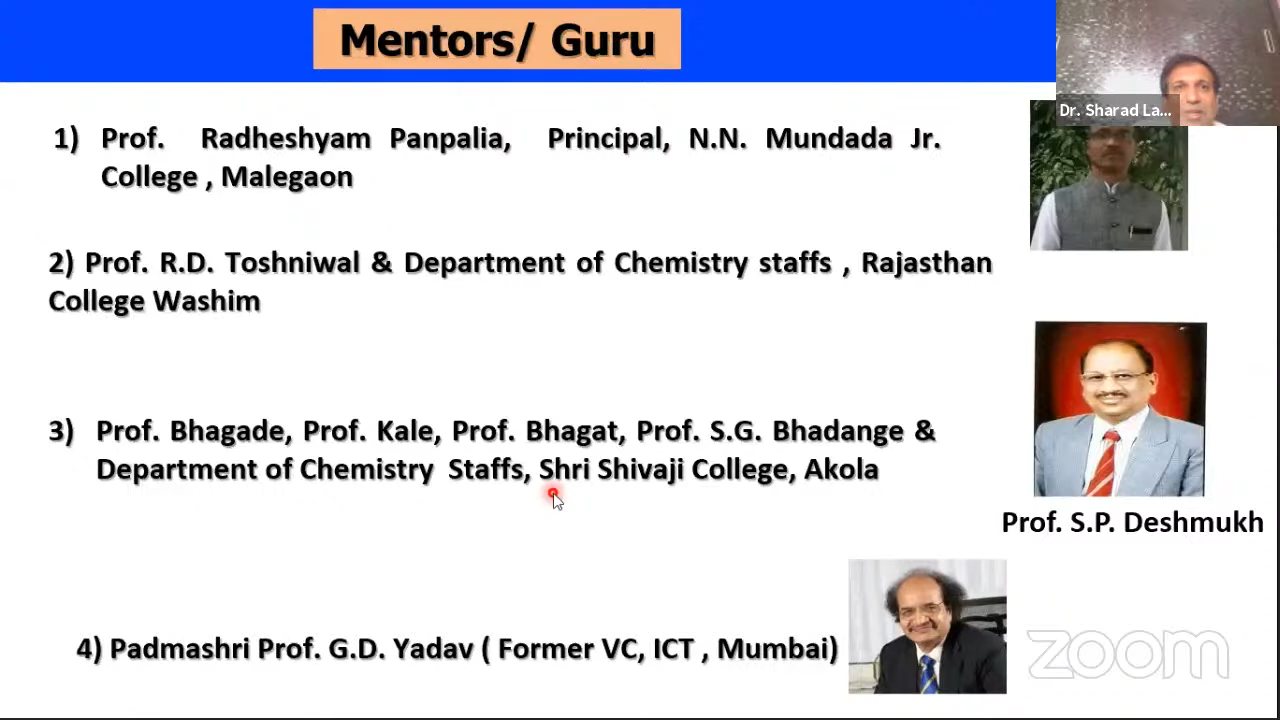 Mentors/ Guru
Dr. Sharad La...
1) Prof. Radheshyam Panpalia, Principal, N.N. Mundada Jr.
College , Malegaon
2) Prof. R.D. Toshniwal & Department of Chemistry staffs , Rajasthan
College Washim
3) Prof. Bhagade, Prof. Kale, Prof. Bhagat, Prof. S.G. Bhadange &
Department of Chemistry Staffs, Shri Shivaji College, Akola
Prof. S.P. Deshmukh
4) Padmashri Prof. G.D. Yadav ( Former VC, ICT , Mumbai)
zoom